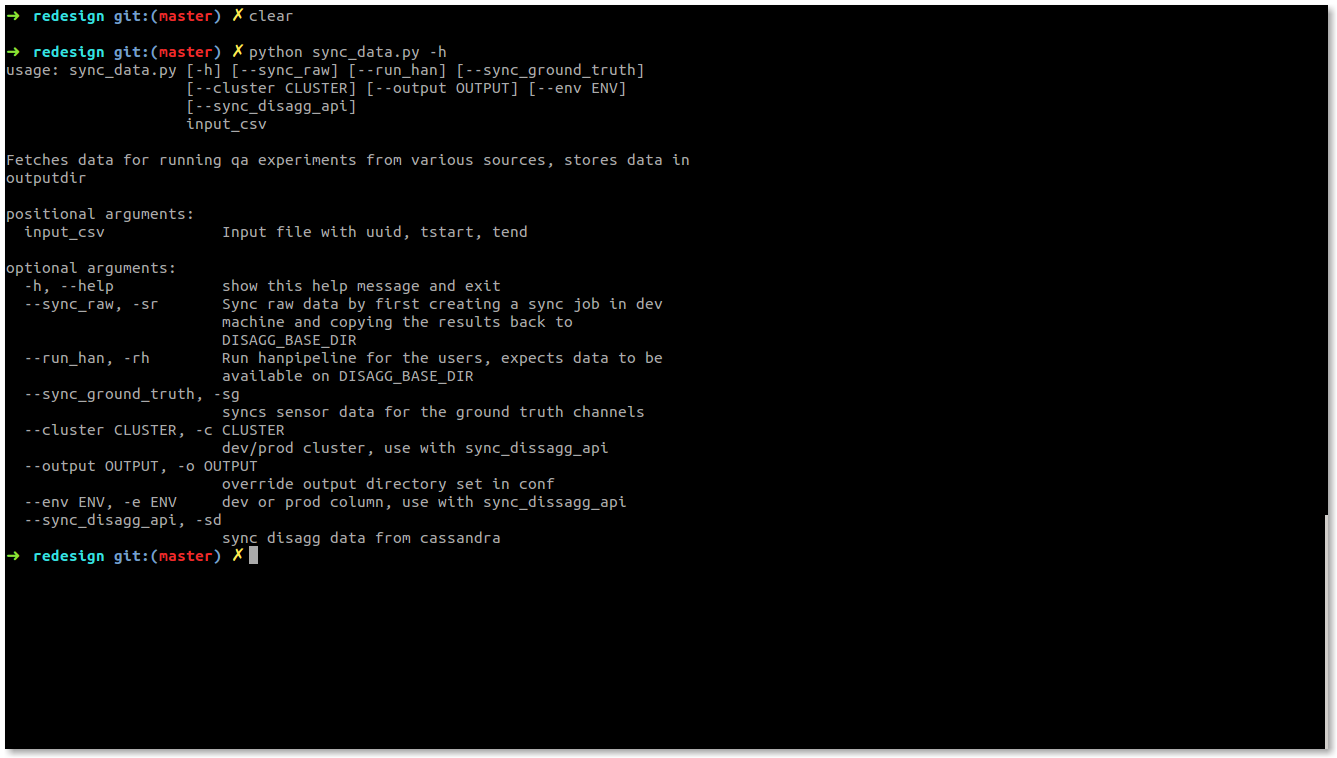 ➜ redesign git:(master) ✗ clear
➜ redesign git:(master) ✗ python sync_data.py -h
usage: sync_data.py [-h] [--sync_raw] [--run_han] [--sync_ground_truth]
[--cluster CLUSTER] [--output OUTPUT] [--env ENV]
[--sync_disagg_api]
input_csv
Fetches data for running qa experiments from various sources, stores data in
outputdir
positional arguments:
input_csv Input file with uuid, tstart, tend
optional arguments:
-h, --help show this help message and exit
--sync_raw, -sr Sync raw data by first creating a sync job in dev
machine and copying the results back to
DISAGG_BASE_DIR
--run_han, -rh Run hanpipeline for the users, expects data to be
available on DISAGG_BASE_DIR
--sync_ground_truth, -sg
syncs sensor data for the ground truth channels
--cluster CLUSTER, -c CLUSTER
dev/prod cluster, use with sync_dissagg_api
--output OUTPUT, -o OUTPUT
override output directory set in conf
--env ENV, -e ENV dev or prod column, use with sync_dissagg_api
--sync_disagg_api, -sd
sync disagg data from cassandra
➜ redesign git:(master) ✗